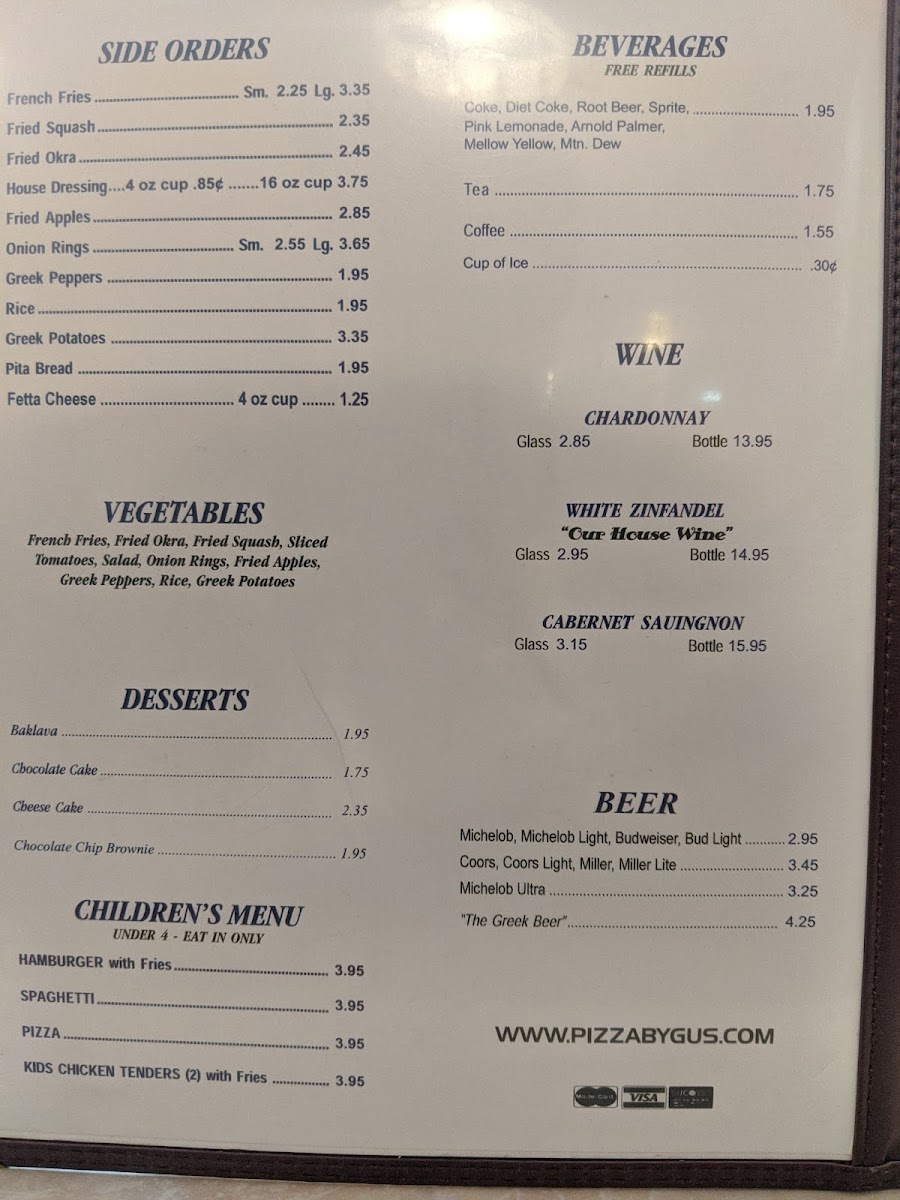 SIDE ORDERS
French Fries ........ Sm. 2.25 Lg. 3.35
Fried Squash ........ 2.35
Fried Okra ........ 2.45
House Dressing....4 oz cup .85¢ .......16 oz cup 3.75
Fried Apples ........ 2.85
Onion Rings ........ Sm. 2.55 Lg. 3.65
Greek Peppers ........ 1.95
Rice ........ 1.95
Greek Potatoes ........ 3.35
Pita Bread ........ 1.95
Fetta Cheese ........ 4 oz cup ........ 1.25
VEGETABLES
French Fries, Fried Okra, Fried Squash, Sliced
Tomatoes, Salad, Onion Rings, Fried Apples,
Greek Peppers, Rice, Greek Potatoes
DESSERTS
Baklava ........ 1.95
Chocolate Cake ........ 1.75
Cheese Cake ........ 2.35
Chocolate Chip Brownie ........ 1.95
CHILDREN'S MENU
UNDER 4 - EAT IN ONLY
HAMBURGER with Fries ........ 3.95
SPAGHETTI ........ 3.95
PIZZA ........ 3.95
KIDS CHICKEN TENDERS (2) with Fries ........ 3.95
BEVERAGES
FREE REFILLS
Coke, Diet Coke, Root Beer, Sprite, ........ 1.95
Pink Lemonade, Arnold Palmer,
Mellow Yellow, Mtn. Dew
Tea ........ 1.75
Coffee ........ 1.55
Cup of Ice ........ .30¢
WINE
CHARDONNAY
Glass 2.85 Bottle 13.95
WHITE ZINFANDEL
"Our House Wine"
Glass 2.95 Bottle 14.95
CABERNET SAUINGNON
Glass 3.15 Bottle 15.95
BEER
Michelob, Michelob Light, Budweiser, Bud Light ........ 2.95
Coors, Coors Light, Miller, Miller Lite ........ 3.45
Michelob Ultra ........ 3.25
"The Greek Beer" ........ 4.25
WWW.PIZZABYGUS.COM
MasterCard VISA DISCOVER